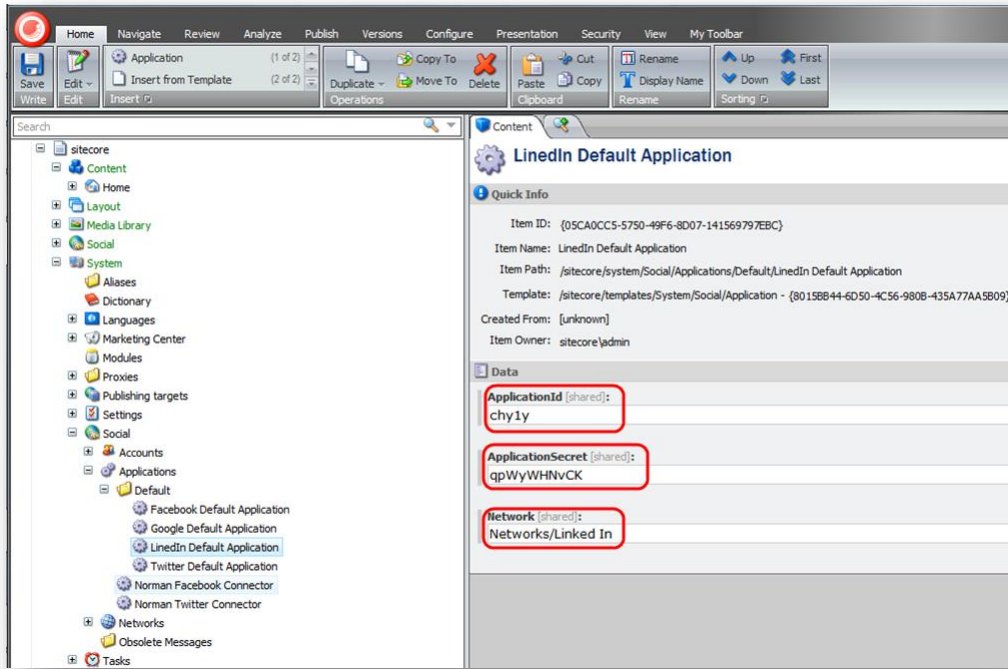 Home Navigate Review Analyze Publish Versions Configure Presentation Security View My Toolbar
Save
Write
Edit
Edit
Application (1 of 2)
Insert from Template (2 of 2)
Insert
Duplicate
Copy To
Move To
Delete
Operations
Paste
Cut
Copy
Clipboard
Rename
Display Name
Rename
Up
Down
First
Last
Sorting
Search
sitecore
Content
Home
Layout
Media Library
Social
System
Aliases
Dictionary
Languages
Marketing Center
Modules
Proxies
Publishing targets
Settings
Social
Accounts
Applications
Default
Facebook Default Application
Google Default Application
LinedIn Default Application
Twitter Default Application
Norman Facebook Connector
Norman Twitter Connector
Networks
Obsolete Messages
Tasks
Content
LinedIn Default Application
Quick Info
Item ID: {05CA0CC5-5750-49F6-8D07-141569797EBC}
Item Name: LinedIn Default Application
Item Path: /sitecore/system/Social/Applications/Default/LinedIn Default Application
Template: /sitecore/templates/System/Social/Application - {8015BB44-6D50-4C56-980B-435A77AA5B09}
Created From: [unknown]
Item Owner: sitecore\admin
Data
ApplicationId [shared]:
chy1y
ApplicationSecret [shared]:
qpWyWHNvCK
Network [shared]:
Networks/Linked In